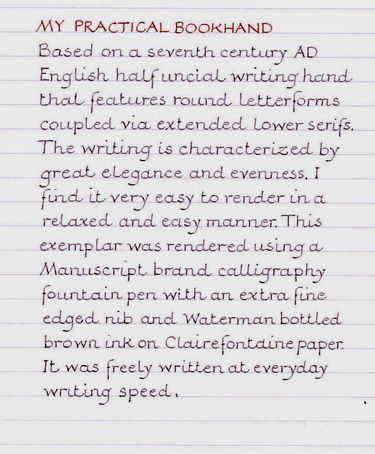 MY PRACTICAL BOOKHAND
Based on a seventh century AD
English half uncial writing hand
that features round letterforms
coupled via extended lower serifs.
The writing is characterized by
great elegance and evenness. I
find it very easy to render in a
relaxed and easy manner. This
exemplar was rendered using a
Manuscript brand calligraphy
fountain pen with an extra fine
edged nib and Waterman bottled
brown ink on Clairefontaine paper.
It was freely written at everyday
writing speed.